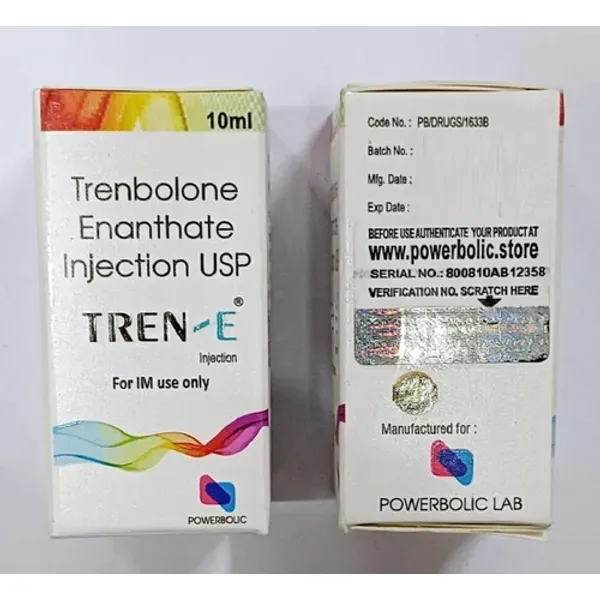 10ml
Trenbolone
Enanthate
Injection USP
TREN-E®
Injection
For IM use only
POWERBOLIC
Code No.: PB/DRUGS/1633B
Batch No.:
Mfg. Date:
Exp Date:
BEFORE USE AUTHENTICATE YOUR PRODUCT AT
www.powerbolic.store
SERIAL NO.: 800810AB12358
VERIFICATION NO. SCRATCH HERE
Manufactured for:
POWERBOLIC LAB